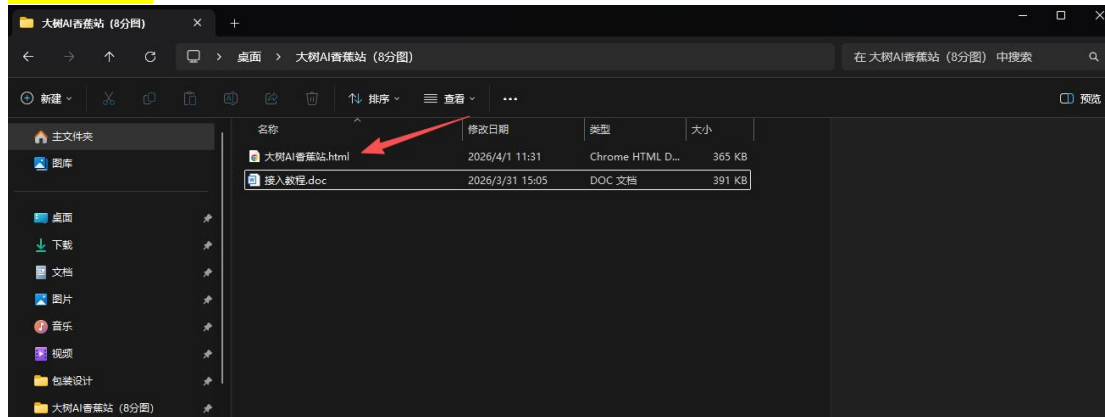 大树AI香蕉站（8分图）
桌面 > 大树AI香蕉站（8分图）
在 大树AI香蕉站（8分图） 中搜索
新建
排序
查看
预览
主文件夹
图库
桌面
下载
文档
图片
音乐
视频
包装设计
大树AI香蕉站（8分图）
名称 修改日期 类型 大小
大树AI香蕉站.html 2026/4/1 11:31 Chrome HTML D... 365 KB
接入教程.doc 2026/3/31 15:05 DOC 文档 391 KB